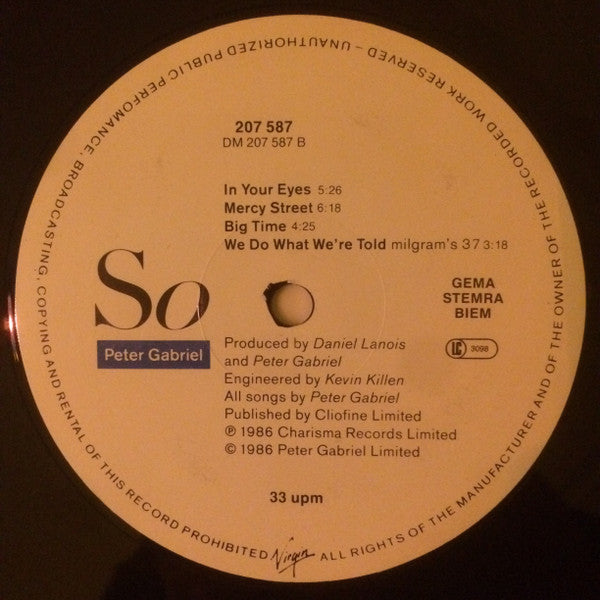 207 587
DM 207 587 B
In Your Eyes 5:26
Mercy Street 6:18
Big Time 4:25
We Do What We're Told milgram's 37 3:18
So
Peter Gabriel
GEMA
STEMRA
BIEM
LC 3098
Produced by Daniel Lanois
and Peter Gabriel
Engineered by Kevin Killen
All songs by Peter Gabriel
Published by Cliofine Limited
℗ 1986 Charisma Records Limited
© 1986 Peter Gabriel Limited
33 upm
Virgin
ALL RIGHTS OF THE MANUFACTURER AND OF THE OWNER OF THE RECORDED WORK RESERVED – UNAUTHORIZED PUBLIC PERFOMANCE, BROADCASTING, COPYING AND RENTAL OF THIS RECORD PROHIBITED